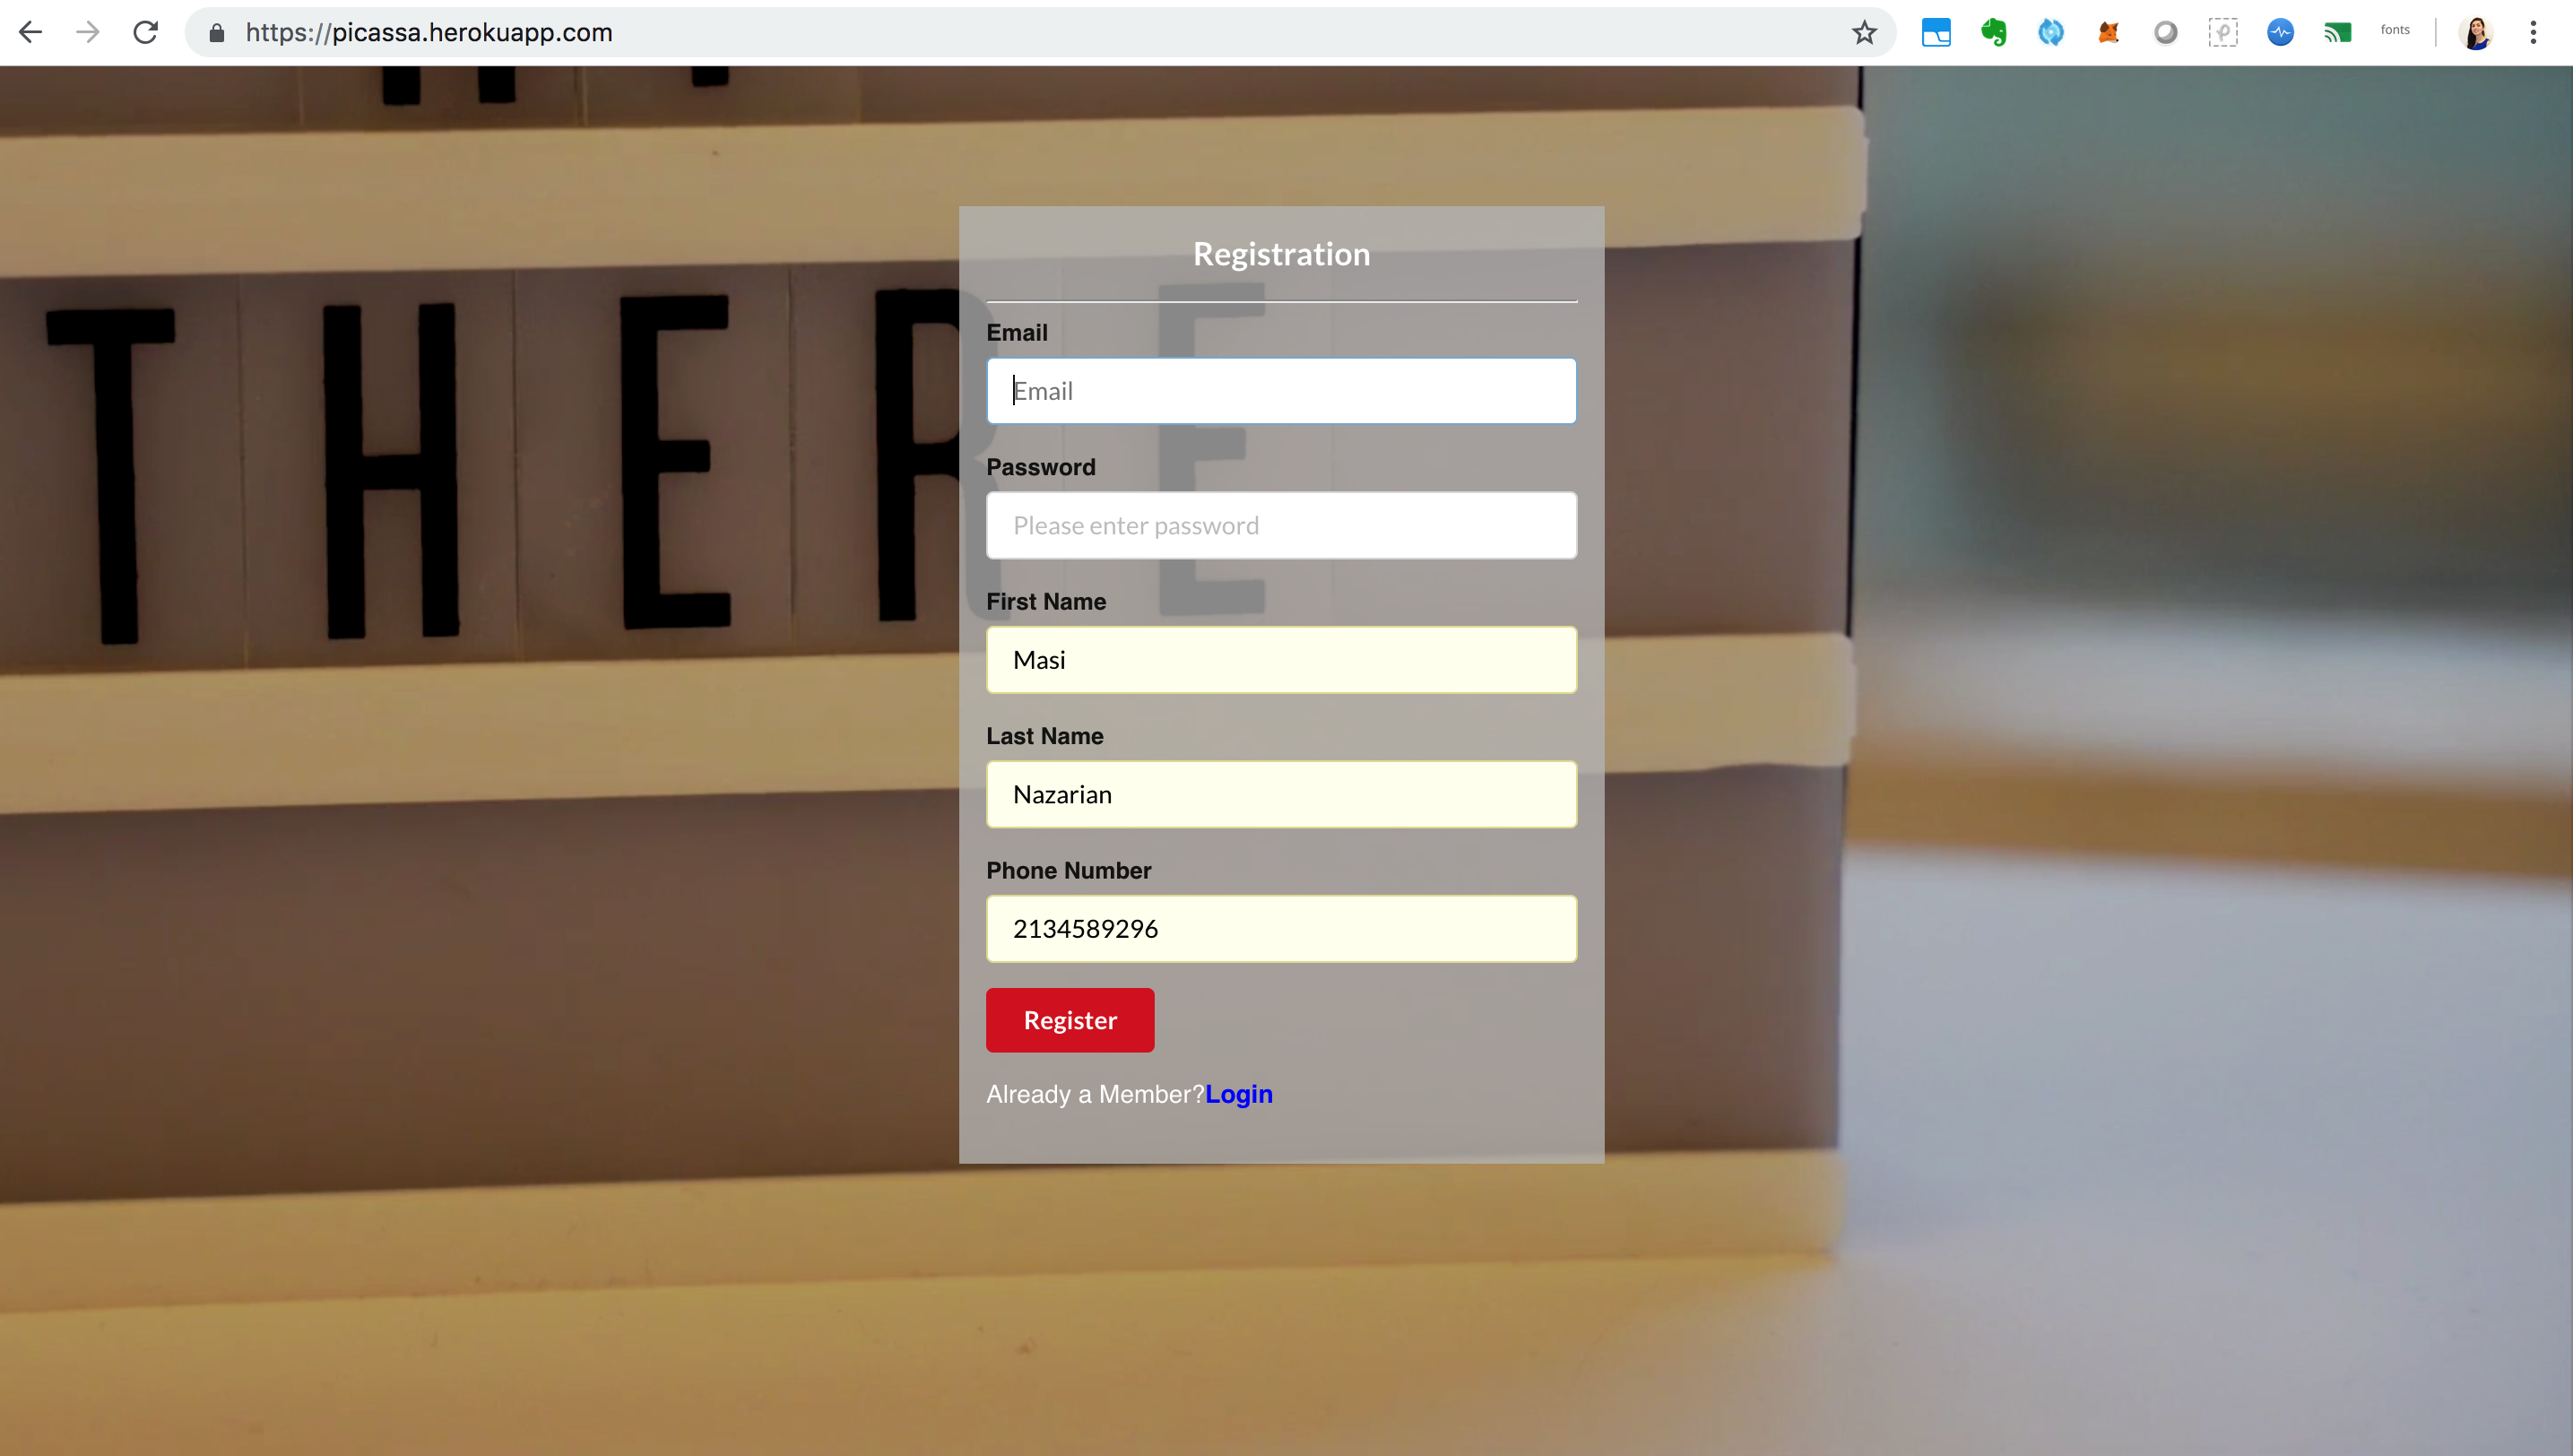 https://picassa.herokuapp.com
fonts
THERE
Registration
Email
Email
Password
Please enter password
First Name
Masi
Last Name
Nazarian
Phone Number
2134589296
Register
Already a Member?Login